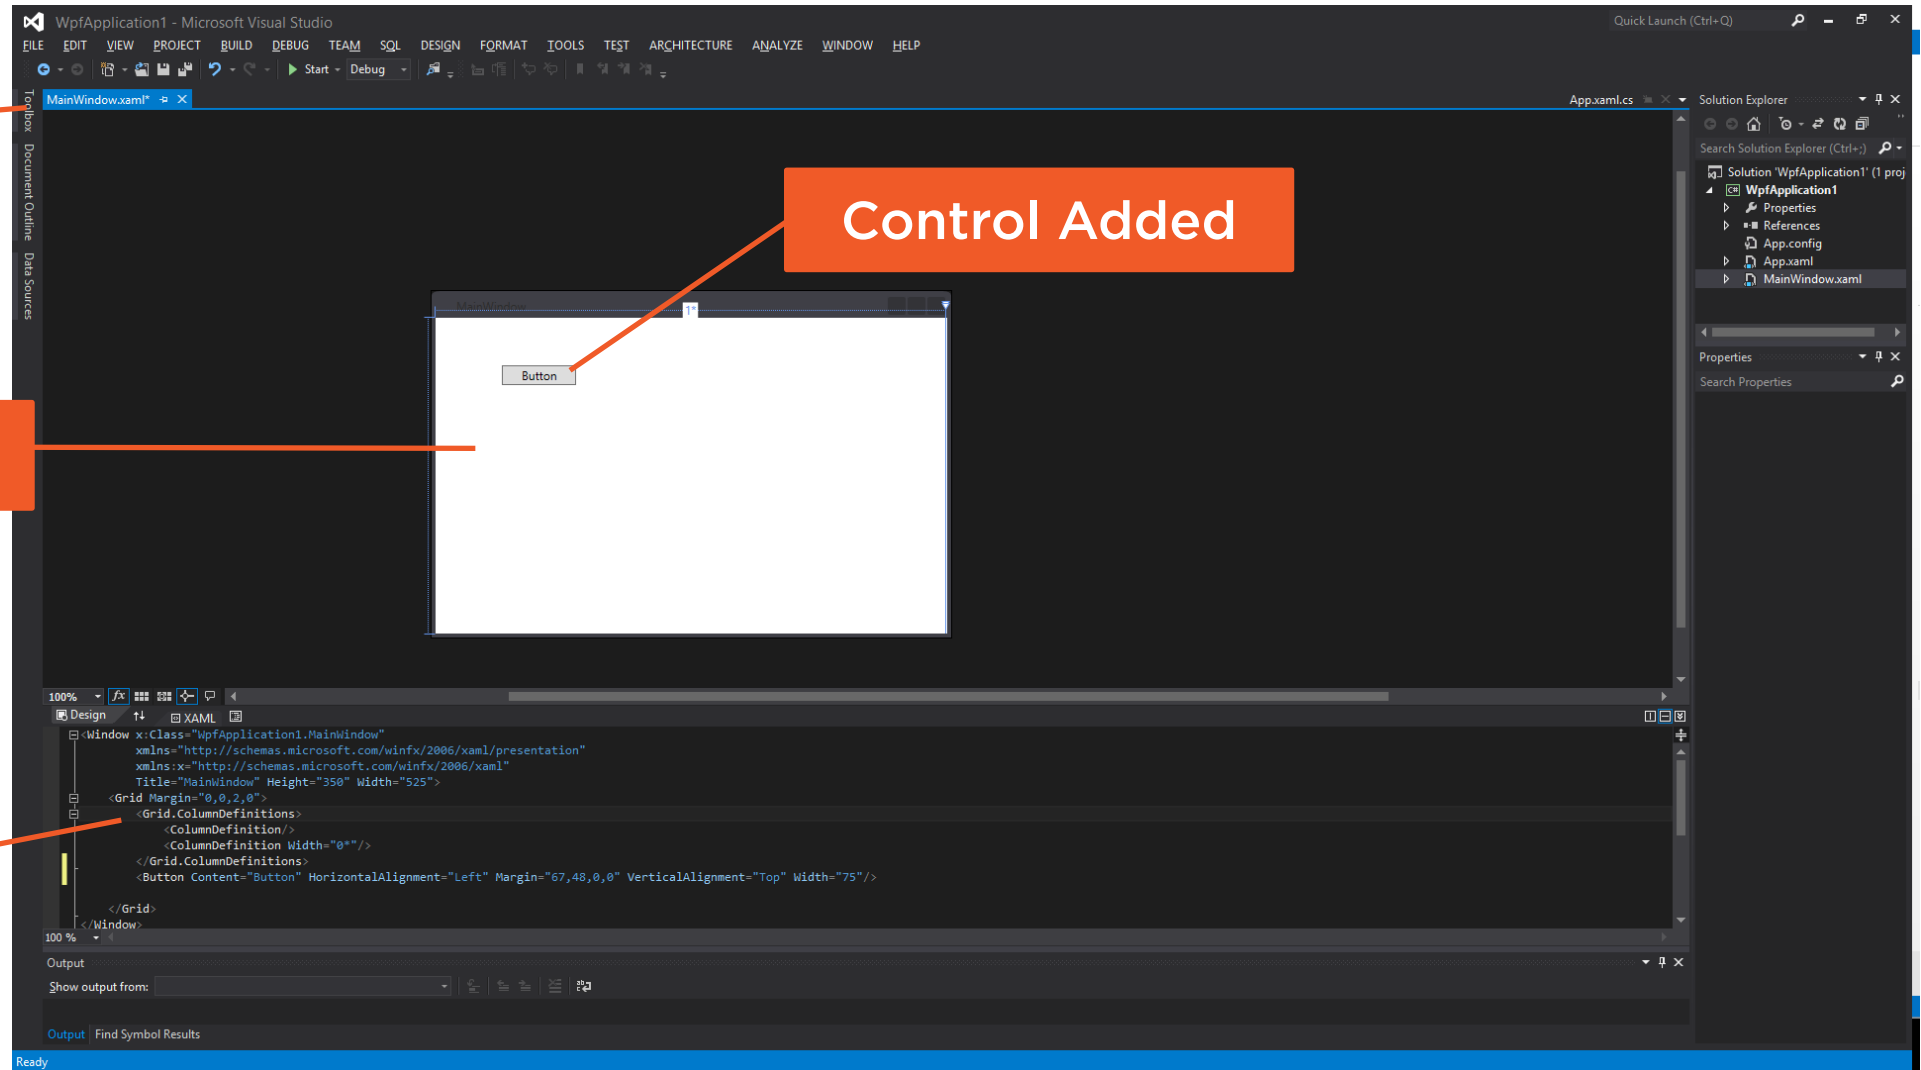 WpfApplication1 - Microsoft Visual Studio
Quick Launch (Ctrl+Q)
FILE EDIT VIEW PROJECT BUILD DEBUG TEAM SQL DESIGN FORMAT TOOLS TEST ARCHITECTURE ANALYZE WINDOW HELP
Start Debug
Toolbox
Document Outline
Data Sources
MainWindow.xaml*
App.xaml.cs
Control Added
MainWindow
1*
Button
Solution Explorer
Search Solution Explorer (Ctrl+;)
Solution 'WpfApplication1' (1 proj
C# WpfApplication1
Properties
References
App.config
App.xaml
MainWindow.xaml
Properties
Search Properties
100% fx
Design XAML
<Window x:Class="WpfApplication1.MainWindow"
xmlns="http://schemas.microsoft.com/winfx/2006/xaml/presentation"
xmlns:x="http://schemas.microsoft.com/winfx/2006/xaml"
Title="MainWindow" Height="350" Width="525">
<Grid Margin="0,0,2,0">
<Grid.ColumnDefinitions>
<ColumnDefinition/>
<ColumnDefinition Width="0*"/>
</Grid.ColumnDefinitions>
<Button Content="Button" HorizontalAlignment="Left" Margin="67,48,0,0" VerticalAlignment="Top" Width="75"/>
</Grid>
</Window>
100 %
Output
Show output from:
Output Find Symbol Results
Ready